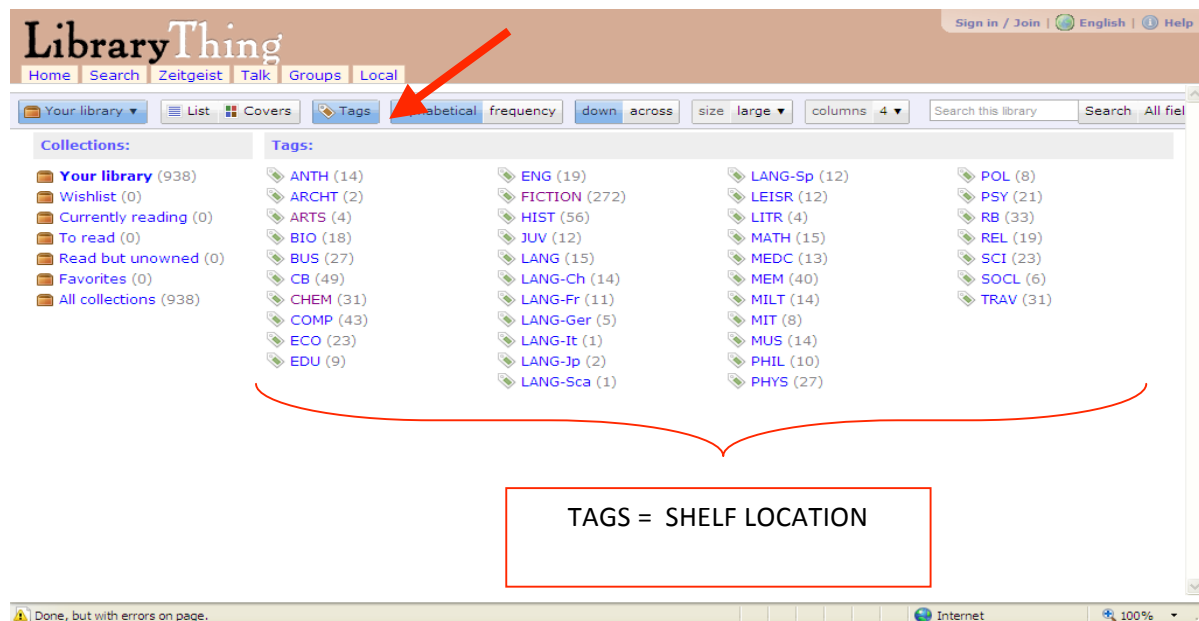 LibraryThing
Sign in / Join | English | Help
Home Search Zeitgeist Talk Groups Local
Your library ▾ List Covers Tags frequency down across size large ▾ columns 4 ▾ Search this library Search All fiel
Collections:
Your library (938)
Wishlist (0)
Currently reading (0)
To read (0)
Read but unowned (0)
Favorites (0)
All collections (938)
Tags:
ANTH (14)
ARCHT (2)
ARTS (4)
BIO (18)
BUS (27)
CB (49)
CHEM (31)
COMP (43)
ECO (23)
EDU (9)
ENG (19)
FICTION (272)
HIST (56)
JUV (12)
LANG (15)
LANG-Ch (14)
LANG-Fr (11)
LANG-Ger (5)
LANG-It (1)
LANG-Jp (2)
LANG-Sca (1)
LANG-Sp (12)
LEISR (12)
LITR (4)
MATH (15)
MEDC (13)
MEM (40)
MILT (14)
MIT (8)
MUS (14)
PHIL (10)
PHYS (27)
POL (8)
PSY (21)
RB (33)
REL (19)
SCI (23)
SOCL (6)
TRAV (31)
TAGS = SHELF LOCATION
Done, but with errors on page. Internet 100%